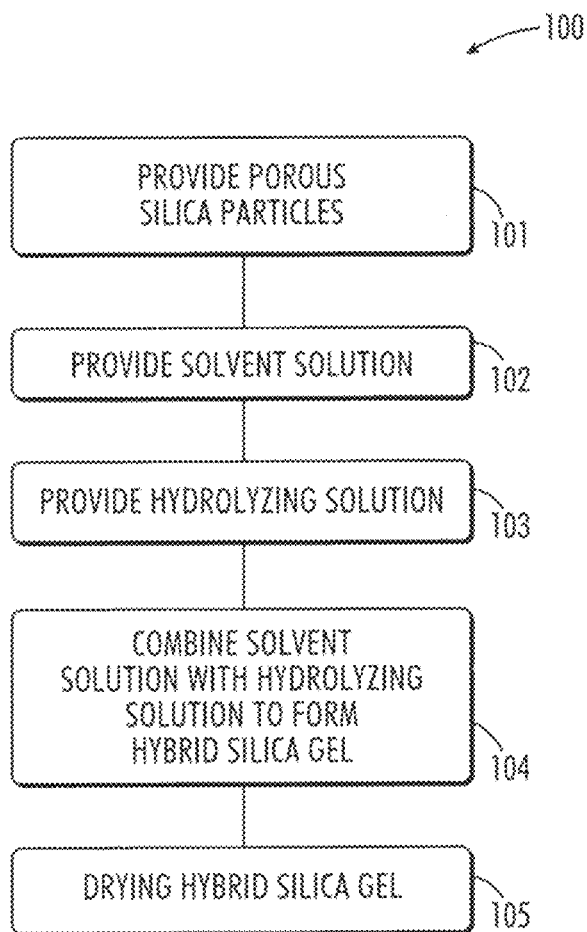 100
PROVIDE POROUS
SILICA PARTICLES
101
PROVIDE SOLVENT SOLUTION
102
PROVIDE HYDROLYZING SOLUTION
103
COMBINE SOLVENT
SOLUTION WITH HYDROLYZING
SOLUTION TO FORM
HYBRID SILICA GEL
104
DRYING HYBRID SILICA GEL
105